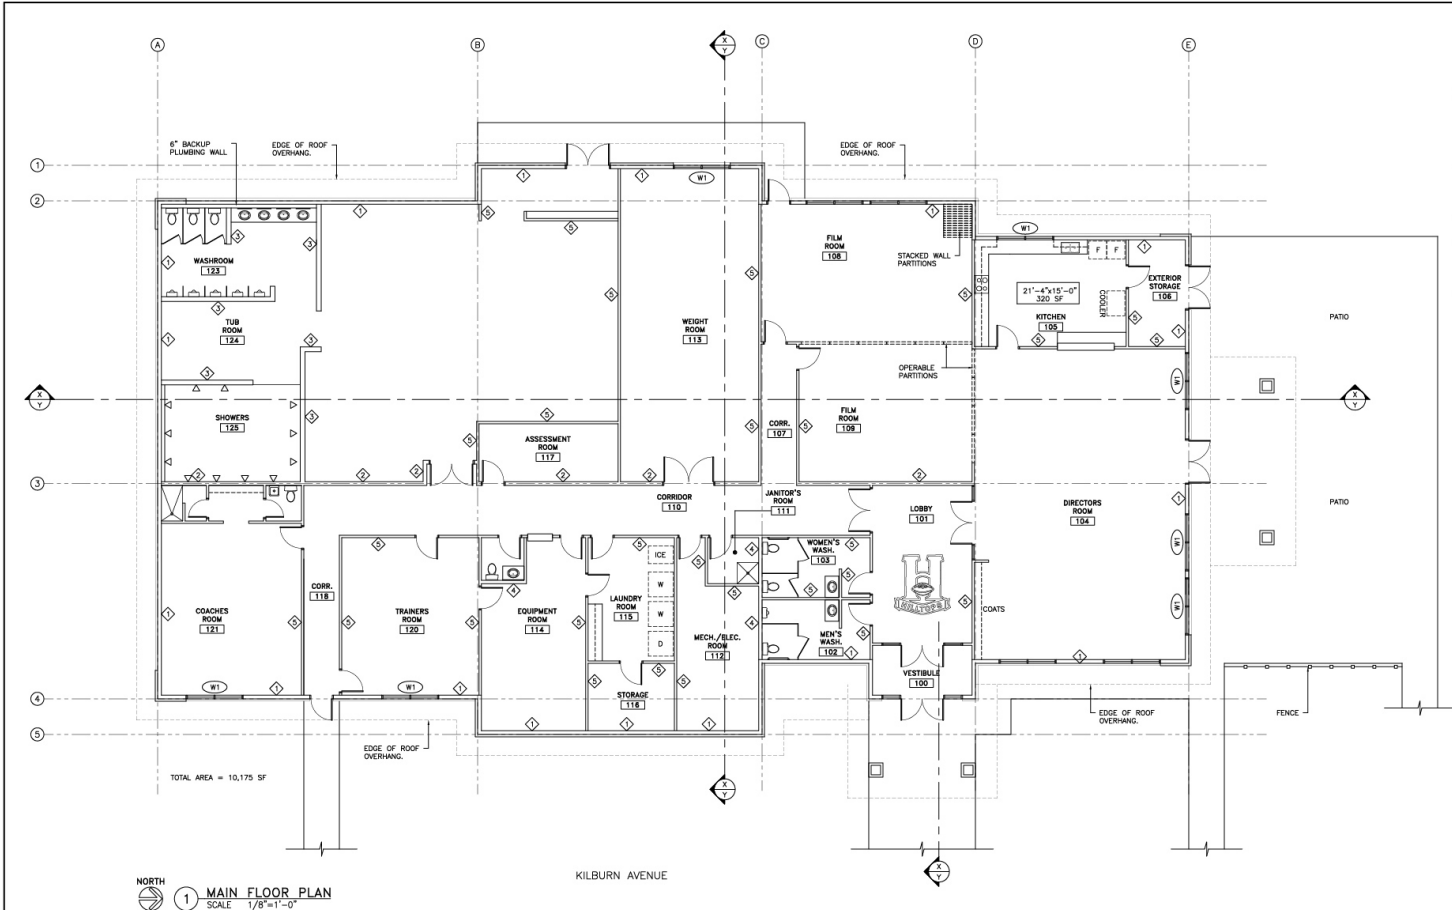 A
B
X
Y
C
D
E
6" BACKUP
PLUMBING WALL
EDGE OF ROOF
OVERHANG.
EDGE OF ROOF
OVERHANG.
1
2
3
4
5
W1
W1
WASHROOM
123
TUB
ROOM
124
SHOWERS
125
WEIGHT
ROOM
113
ASSESSMENT
ROOM
117
FILM
ROOM
108
STACKED WALL
PARTITIONS
F F
21'-4"x15'-0"
320 SF
COOLER
KITCHEN
105
EXTERIOR
STORAGE
106
PATIO
OPERABLE
PARTITIONS
FILM
ROOM
109
CORR.
107
W1
X
Y
X
Y
CORRIDOR
110
JANITOR'S
ROOM
111
LOBBY
101
DIRECTORS
ROOM
104
PATIO
WOMEN'S
WASH.
103
H
HILLTOPS
COATS
MEN'S
WASH.
102
VESTIBULE
100
W1
W1
COACHES
ROOM
121
CORR.
118
TRAINERS
ROOM
120
EQUIPMENT
ROOM
114
LAUNDRY
ROOM
115
ICE
W
W
D
MECH./ELEC.
ROOM
112
STORAGE
116
W1
W1
EDGE OF ROOF
OVERHANG.
EDGE OF ROOF
OVERHANG.
FENCE
TOTAL AREA = 10,175 SF
X
Y
X
Y
KILBURN AVENUE
NORTH
1
MAIN FLOOR PLAN
SCALE 1/8"=1'-0"